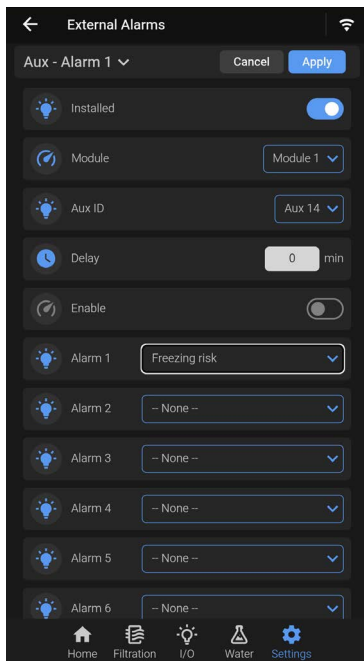 External Alarms
Aux - Alarm 1 Cancel Apply
Installed
Module Module 1
Aux ID Aux 14
Delay 0 min
Enable
Alarm 1 Freezing risk
Alarm 2 -- None --
Alarm 3 -- None --
Alarm 4 -- None --
Alarm 5 -- None --
Alarm 6 -- None --
Home Filtration I/O Water Settings